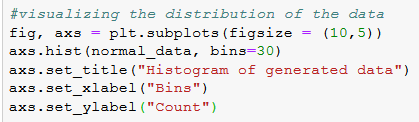 #visualizing the distribution of the data
fig, axs = plt.subplots(figsize = (10,5))
axs.hist(normal_data, bins=30)
axs.set_title("Histogram of generated data")
axs.set_xlabel("Bins")
axs.set_ylabel("Count")